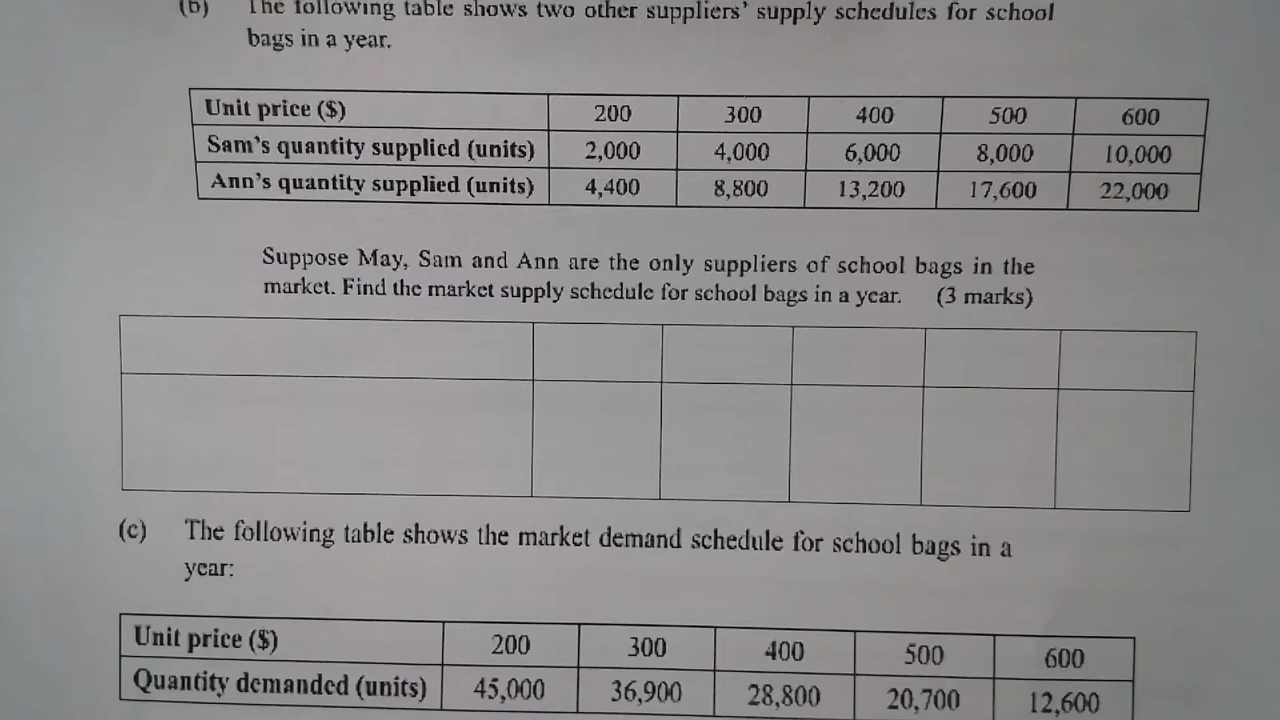 (b) The following table shows two other suppliers' supply schedules for school
bags in a year.
Unit price ($) 200 300 400 500 600
Sam's quantity supplied (units) 2,000 4,000 6,000 8,000 10,000
Ann's quantity supplied (units) 4,400 8,800 13,200 17,600 22,000
Suppose May, Sam and Ann are the only suppliers of school bags in the
market. Find the market supply schedule for school bags in a year. (3 marks)
(c) The following table shows the market demand schedule for school bags in a
year:
Unit price ($) 200 300 400 500 600
Quantity demanded (units) 45,000 36,900 28,800 20,700 12,600